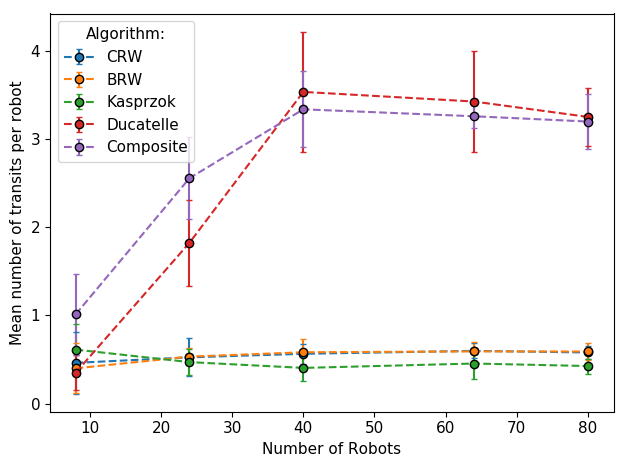 Algorithm:
CRW
BRW
Kasprzok
Ducatelle
Composite
Mean number of transits per robot
4
3
2
1
0
10 20 30 40 50 60 70 80
Number of Robots